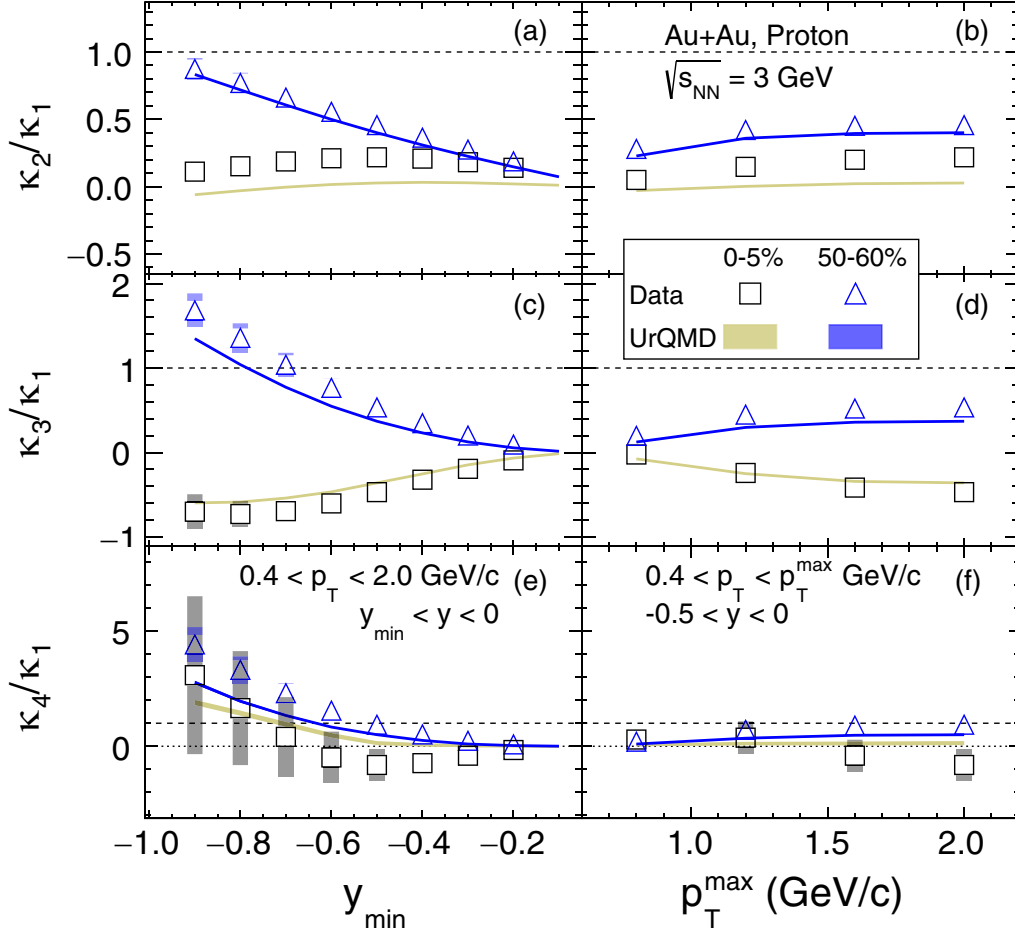 (a)
(b)
Au+Au, Proton
√s_NN = 3 GeV
κ₂/κ₁
1.0
0.5
0.0
−0.5
0-5% 50-60%
Data
UrQMD
(c)
(d)
κ₃/κ₁
2
1
0
−1
0.4 < p_T < 2.0 GeV/c (e)
y_min < y < 0
0.4 < p_T < p_T^max GeV/c (f)
-0.5 < y < 0
κ₄/κ₁
5
0
−1.0 −0.8 −0.6 −0.4 −0.2
1.0 1.5 2.0
y_min
p_T^max (GeV/c)